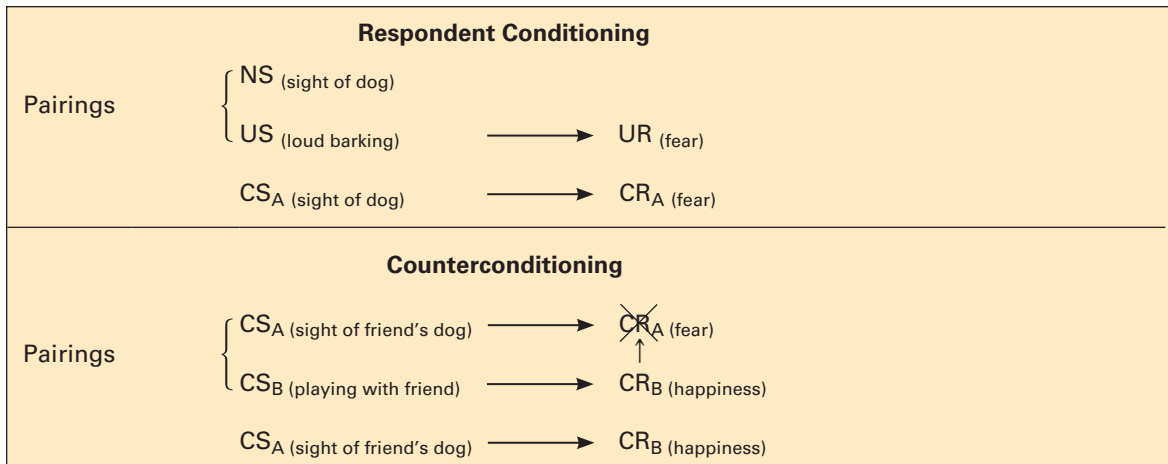 Respondent Conditioning
NS (sight of dog)
Pairings
US (loud barking) UR (fear)
CSA (sight of dog) CRA (fear)
Counterconditioning
CSA (sight of friend's dog) CRA (fear)
Pairings
CSB (playing with friend) CRB (happiness)
CSA (sight of friend's dog) CRB (happiness)